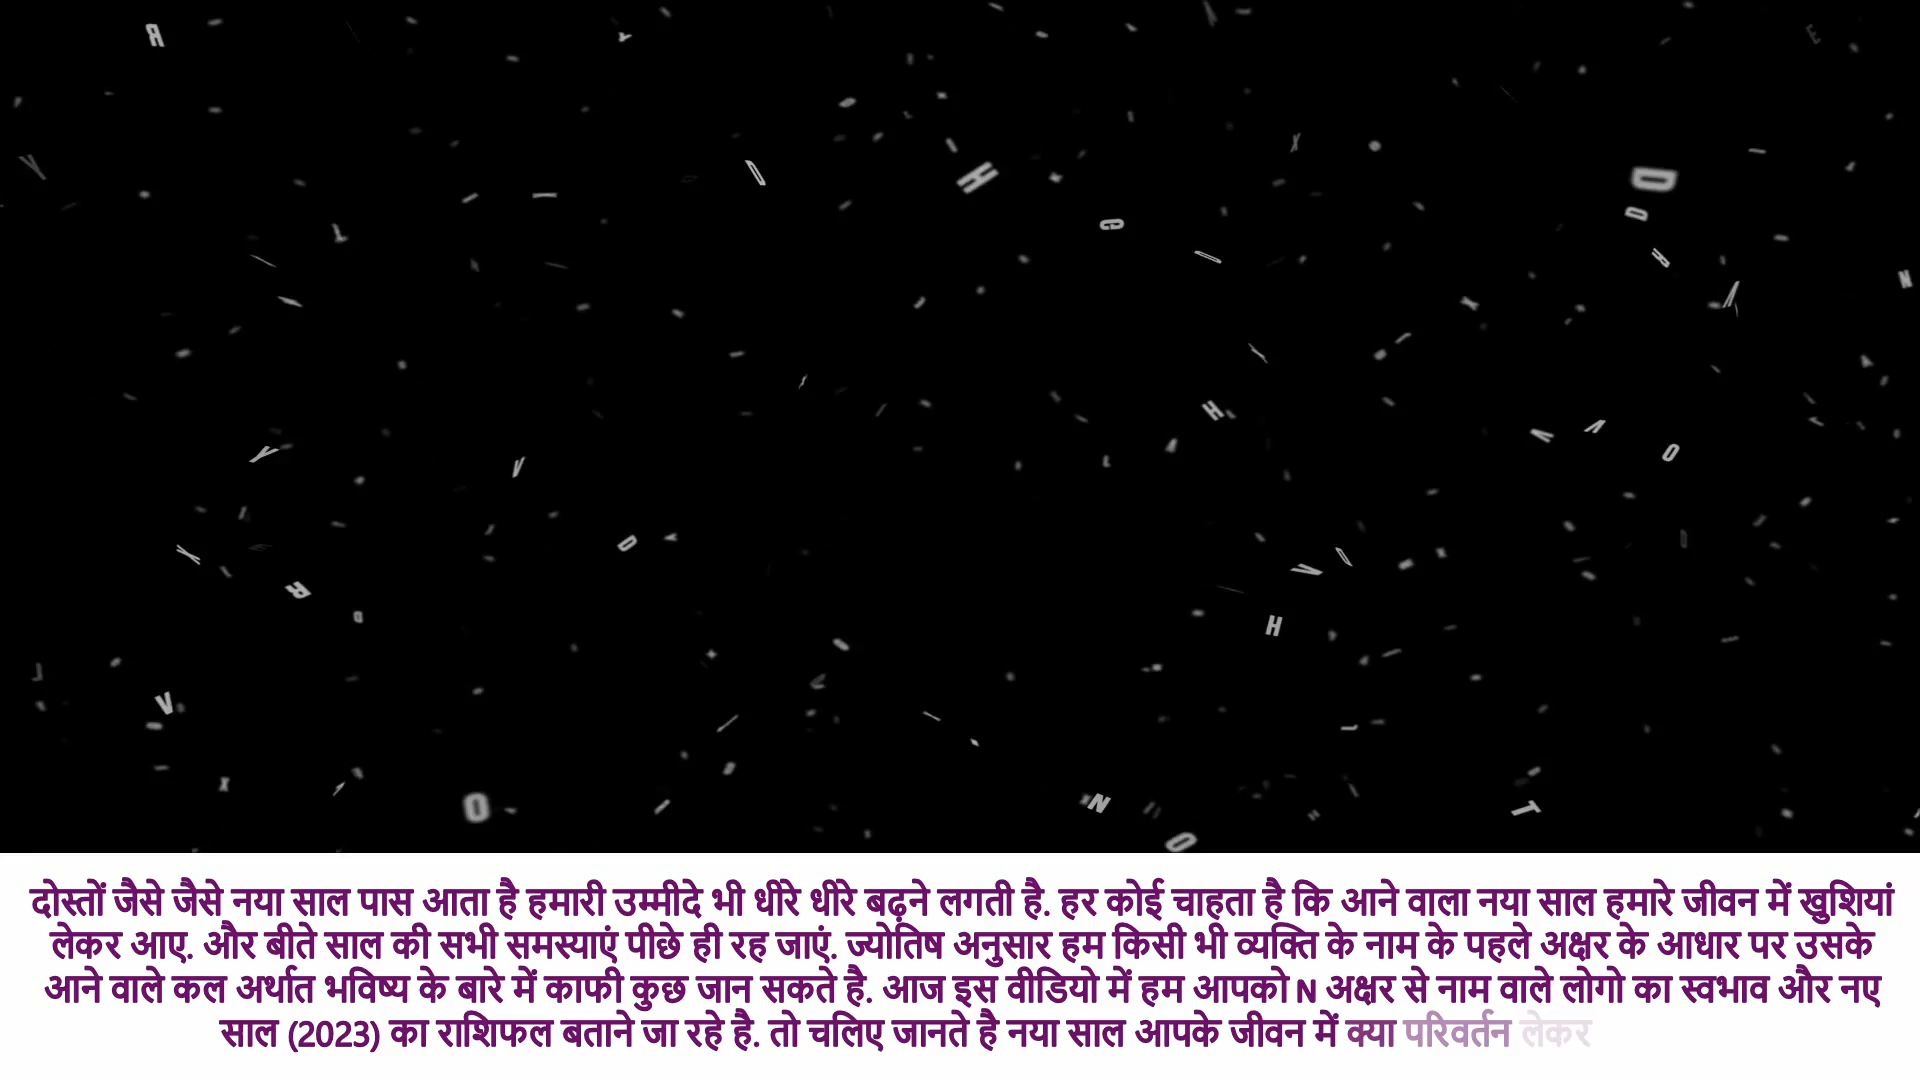 दोस्तों जैसे जैसे नया साल पास आता है हमारी उम्मीदे भी धीरे धीरे बढ़ने लगती है. हर कोई चाहता है कि आने वाला नया साल हमारे जीवन में खुशियां
लेकर आए. और बीते साल की सभी समस्याएं पीछे ही रह जाएं. ज्योतिष अनुसार हम किसी भी व्यक्ति के नाम के पहले अक्षर के आधार पर उसके
आने वाले कल अर्थात भविष्य के बारे में काफी कुछ जान सकते है. आज इस वीडियो में हम आपको N अक्षर से नाम वाले लोगो का स्वभाव और नए
साल (2023) का राशिफल बताने जा रहे है. तो चलिए जानते है नया साल आपके जीवन में क्या परिवर्तन लेकर